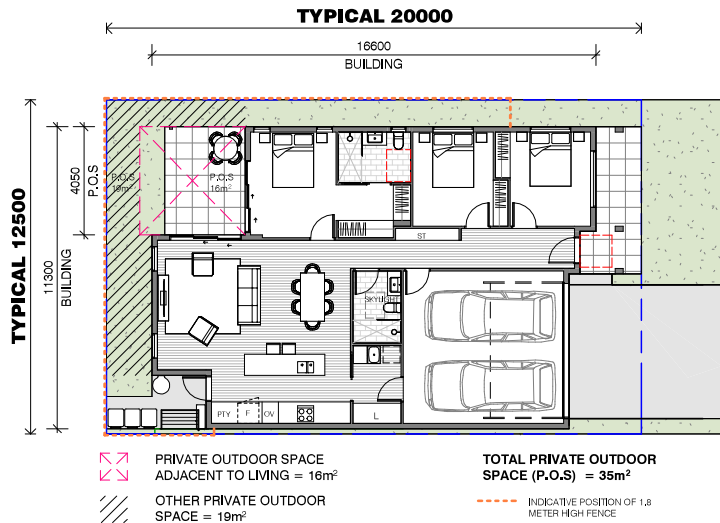 TYPICAL 20000
16600
BUILDING
TYPICAL 12500
11300
BUILDING
4050
P.O.S
P.O.S
19m²
P.O.S
16m²
ST
SKYLIGHT
PTY
F
OV
L
PRIVATE OUTDOOR SPACE
ADJACENT TO LIVING = 16m²
OTHER PRIVATE OUTDOOR
SPACE = 19m²
TOTAL PRIVATE OUTDOOR
SPACE (P.O.S) = 35m²
INDICATIVE POSITION OF 1,8
METER HIGH FENCE